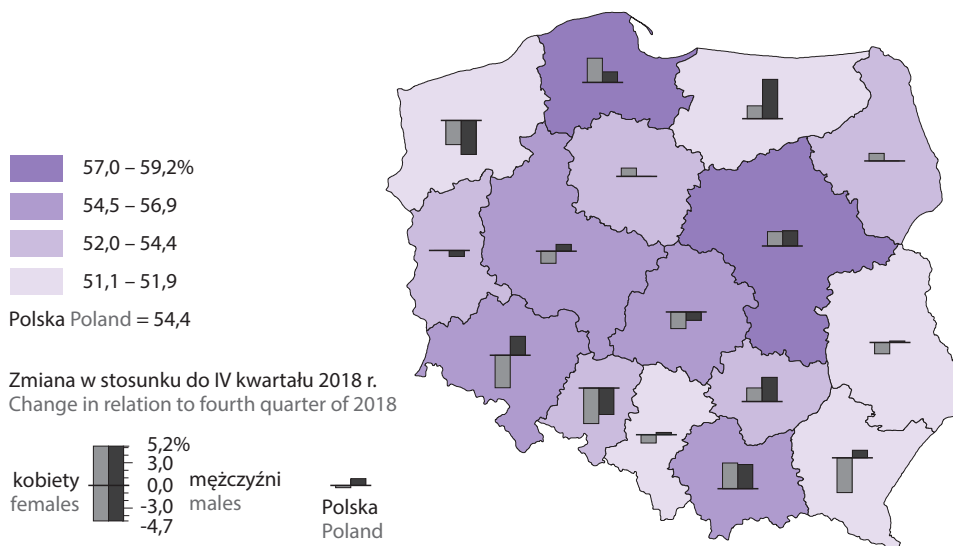 57,0 – 59,2%
54,5 – 56,9
52,0 – 54,4
51,1 – 51,9
Polska Poland = 54,4
Zmiana w stosunku do IV kwartału 2018 r.
Change in relation to fourth quarter of 2018
kobiety
females
5,2%
3,0
0,0
-3,0
-4,7
mężczyźni
males
Polska
Poland